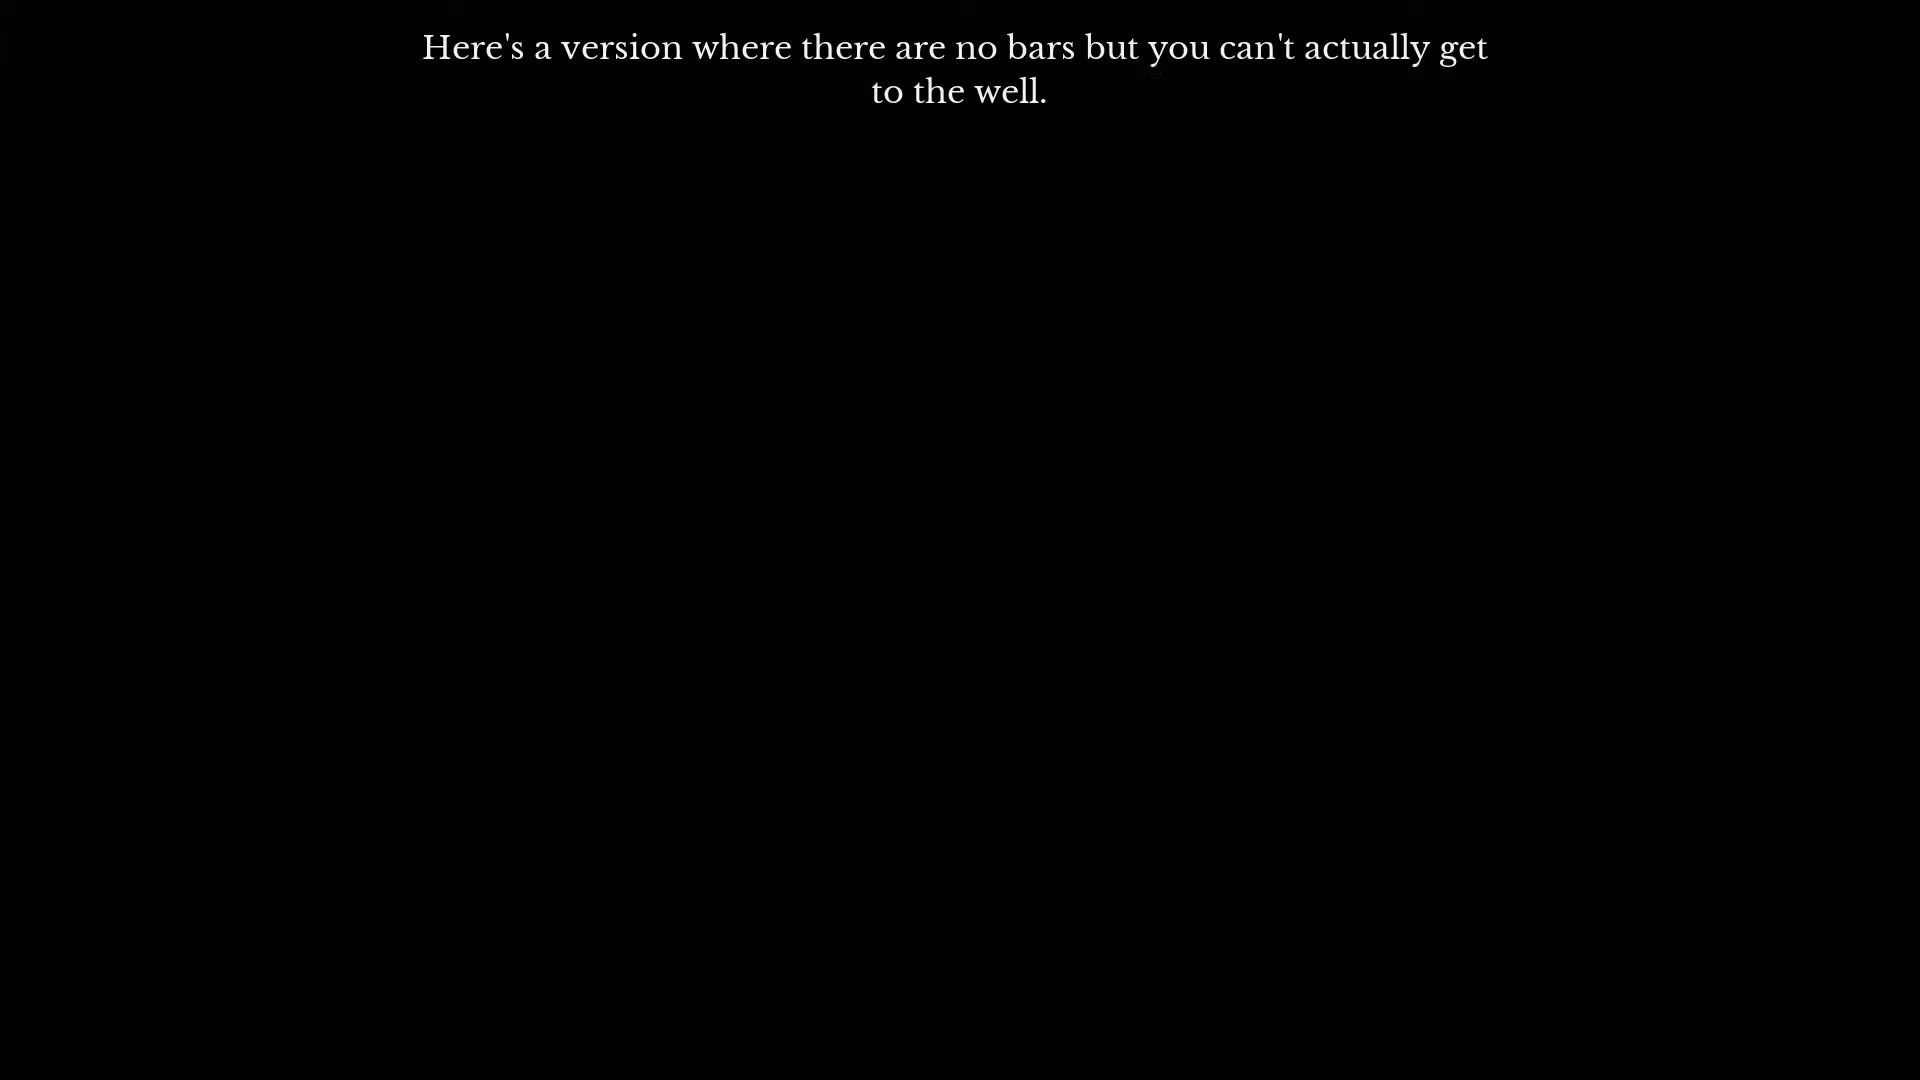 Here's a version where there are no bars but you can't actually get
to the well.